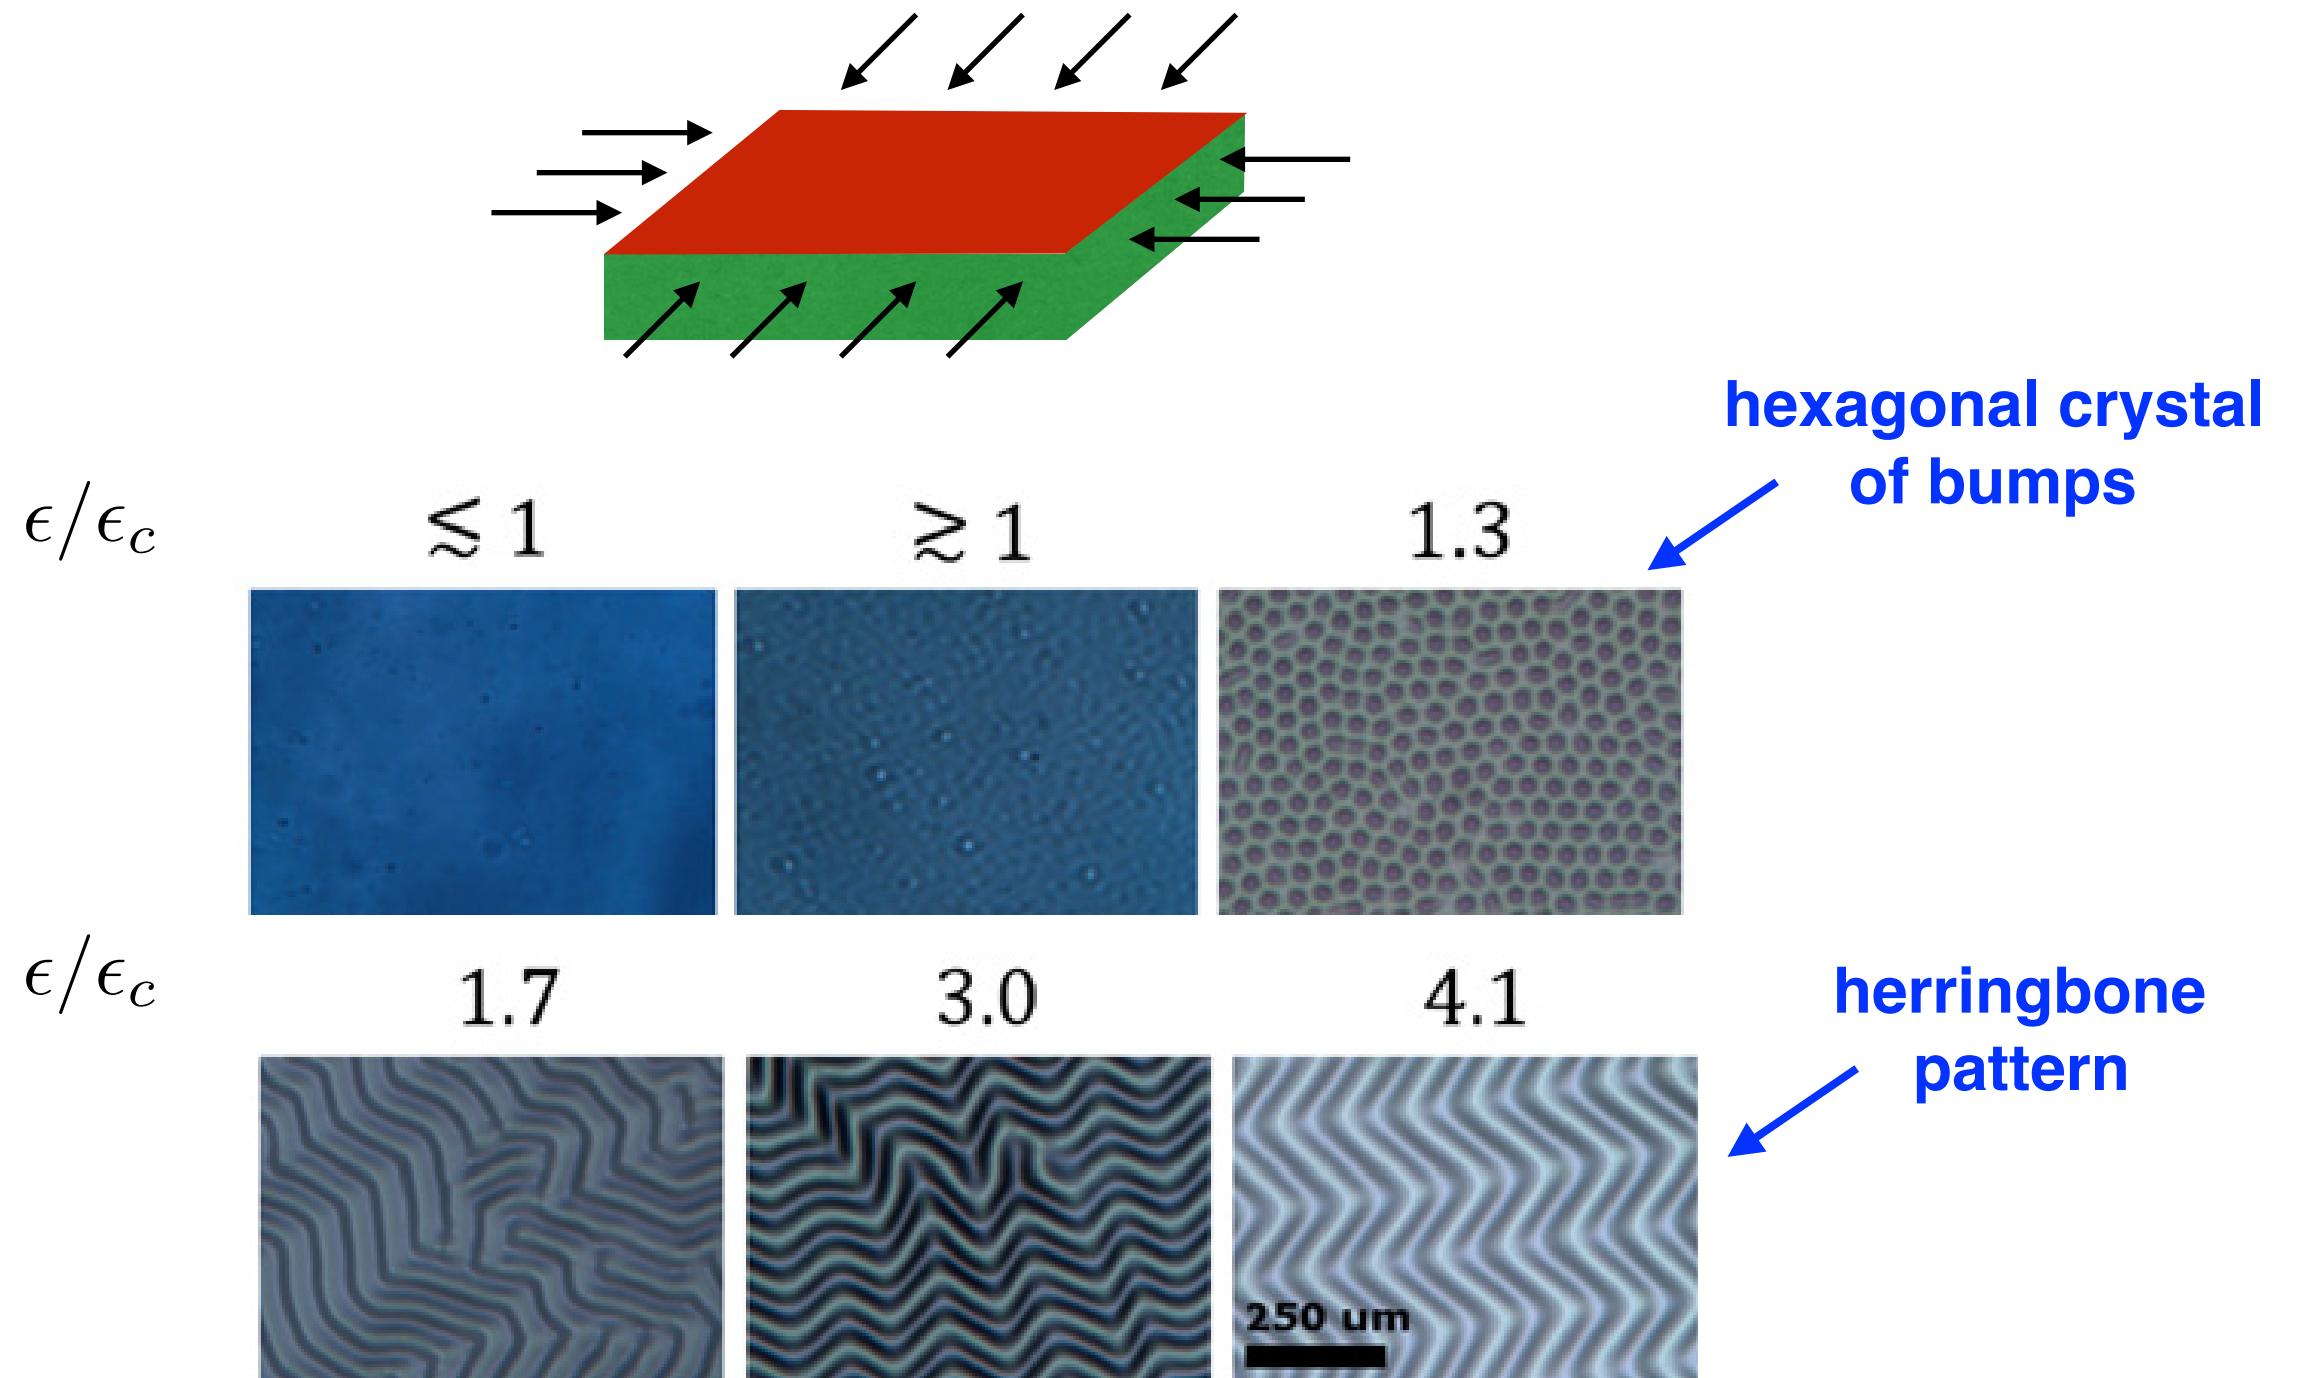 hexagonal crystal
of bumps
ϵ/ϵc ≲ 1 ≳ 1 1.3
ϵ/ϵc 1.7 3.0 4.1
herringbone
pattern
250 um